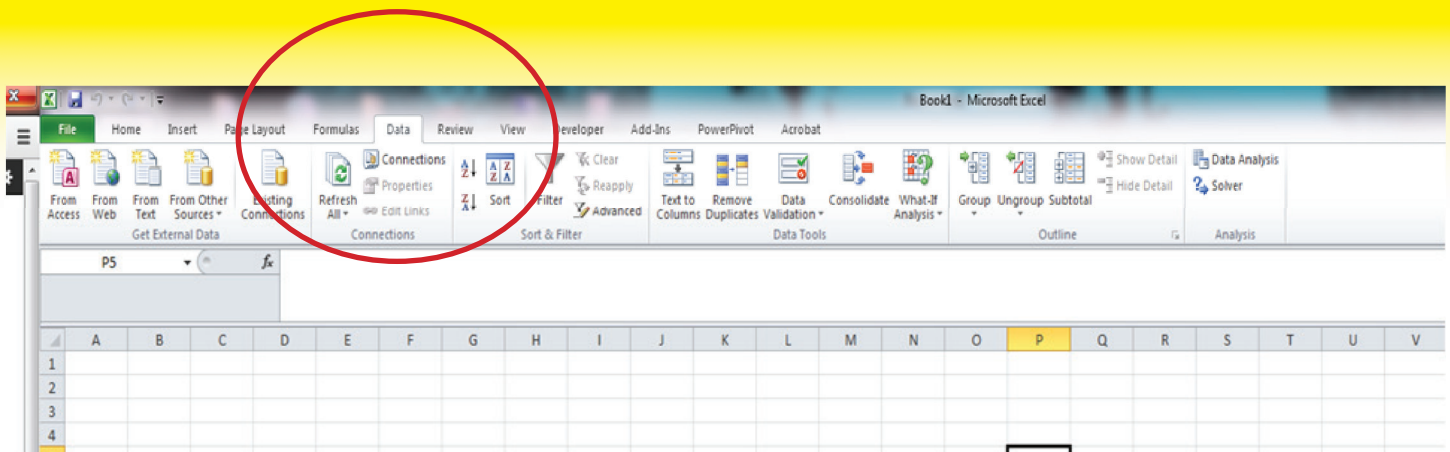 Book1 - Microsoft Excel
File Home Insert Page Layout Formulas Data Review View Developer Add-Ins PowerPivot Acrobat
From Access
From Web
From Text
From Other Sources
Existing Connections
Get External Data
Refresh All
Connections
Properties
Edit Links
Connections
Sort
Filter
Clear
Reapply
Advanced
Sort & Filter
Text to Columns
Remove Duplicates
Data Validation
Consolidate
What-If Analysis
Data Tools
Group
Ungroup
Subtotal
Show Detail
Hide Detail
Outline
Data Analysis
Solver
Analysis
P5 fx
A B C D E F G H I J K L M N O P Q R S T U V
1
2
3
4